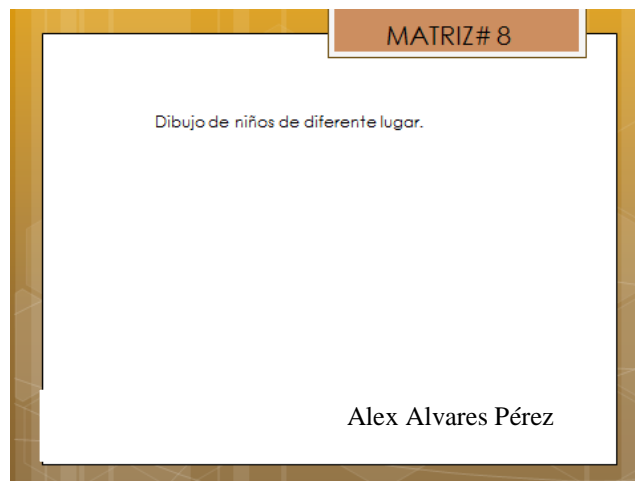 MATRIZ# 8
Dibujo de niños de diferente lugar.
Alex Alvares Pérez